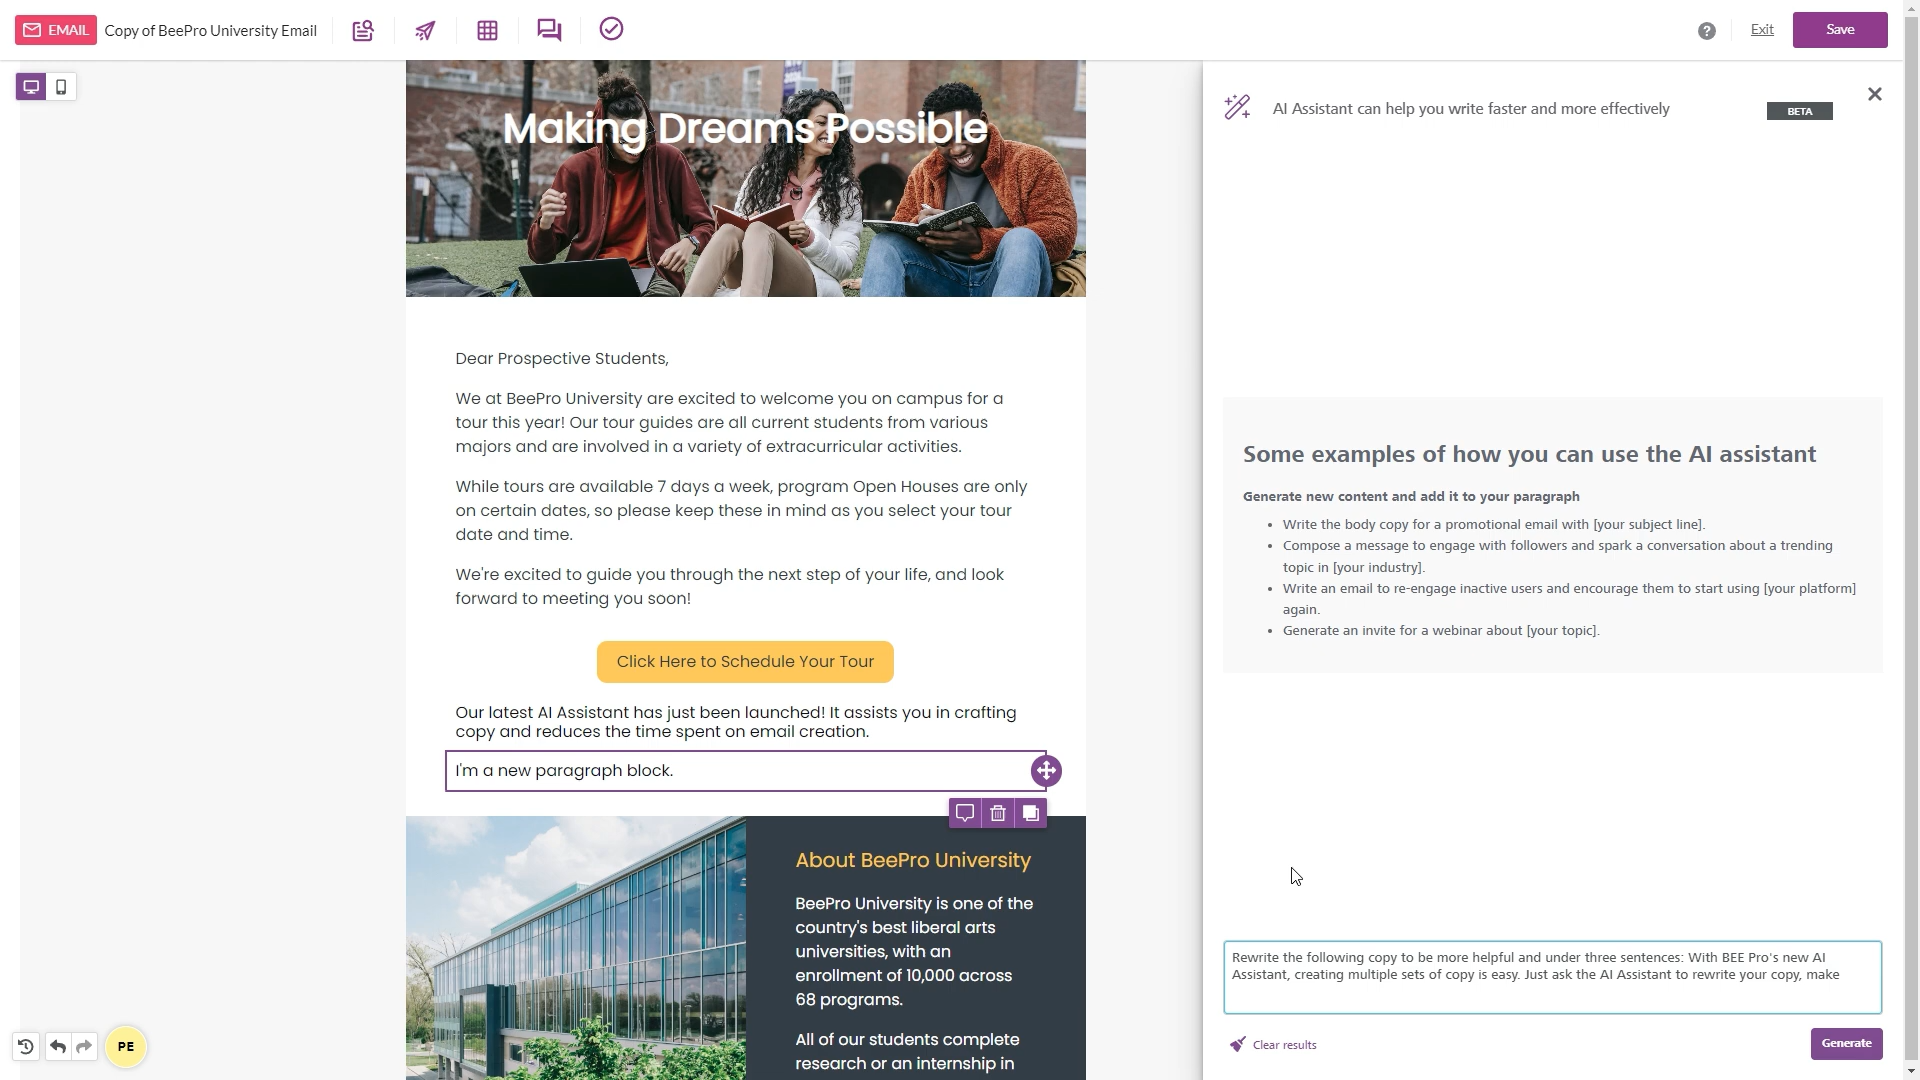 EMAIL
Copy of BeePro University Email
Exit
Save
Making Dreams Possible
Dear Prospective Students,
We at BeePro University are excited to welcome you on campus for a
tour this year! Our tour guides are all current students from various
majors and are involved in a variety of extracurricular activities.
While tours are available 7 days a week, program Open Houses are only
on certain dates, so please keep these in mind as you select your tour
date and time.
We're excited to guide you through the next step of your life, and look
forward to meeting you soon!
Click Here to Schedule Your Tour
Our latest AI Assistant has just been launched! It assists you in crafting
copy and reduces the time spent on email creation.
I'm a new paragraph block.
About BeePro University
BeePro University is one of the
country's best liberal arts
universities, with an
enrollment of 10,000 across
68 programs.
All of our students complete
research or an internship in
PE
AI Assistant can help you write faster and more effectively
BETA
Some examples of how you can use the AI assistant
Generate new content and add it to your paragraph
• Write the body copy for a promotional email with [your subject line].
• Compose a message to engage with followers and spark a conversation about a trending
topic in [your industry].
• Write an email to re-engage inactive users and encourage them to start using [your platform]
again.
• Generate an invite for a webinar about [your topic].
Rewrite the following copy to be more helpful and under three sentences: With BEE Pro's new AI
Assistant, creating multiple sets of copy is easy. Just ask the AI Assistant to rewrite your copy, make
Clear results
Generate